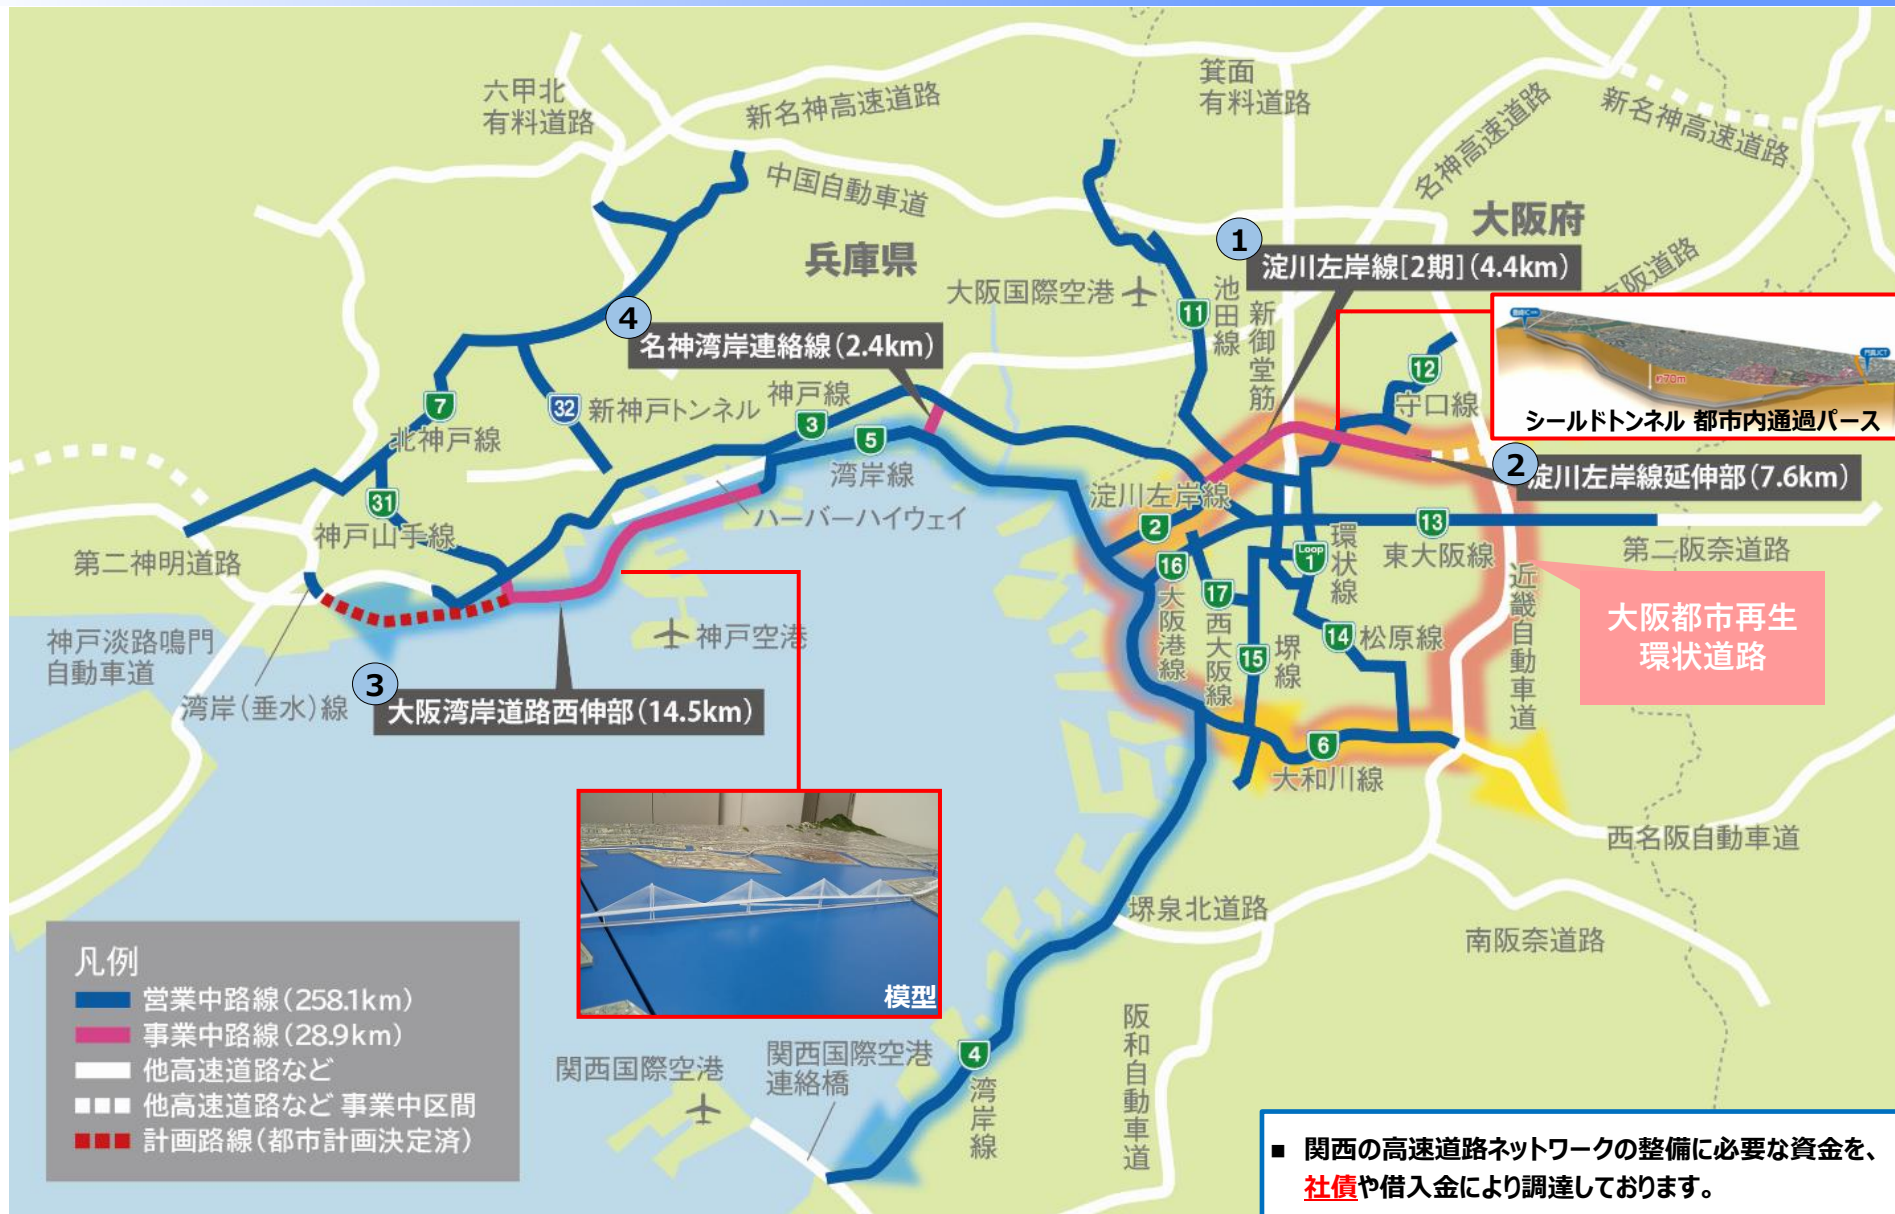 六甲北
有料道路
新名神高速道路
箕面
有料道路
名神高速道路
新名神高速道路
中国自動車道
兵庫県
大阪府
1
淀川左岸線[2期](4.4km)
大阪国際空港
11
池田線
新御堂筋
4
名神湾岸連絡線(2.4km)
約70m
門真JCT
シールドトンネル 都市内通過パース
12
守口線
7
北神戸線
32
新神戸トンネル
神戸線
3
5
湾岸線
2
淀川左岸線延伸部(7.6km)
31
神戸山手線
ハーバーハイウェイ
淀川左岸線
2
Loop
1
環状線
13
東大阪線
第二阪奈道路
第二神明道路
16
大阪港線
17
西大阪線
15
堺線
14
松原線
近畿自動車道
大阪都市再生
環状道路
神戸淡路鳴門
自動車道
神戸空港
湾岸(垂水)線
3
大阪湾岸道路西伸部(14.5km)
6
大和川線
西名阪自動車道
模型
堺泉北道路
南阪奈道路
阪和自動車道
関西国際空港
関西国際空港
連絡橋
4
湾岸線
凡例
営業中路線(258.1km)
事業中路線(28.9km)
他高速道路など
他高速道路など 事業中区間
計画路線(都市計画決定済)
■ 関西の高速道路ネットワークの整備に必要な資金を、
社債や借入金により調達しております。